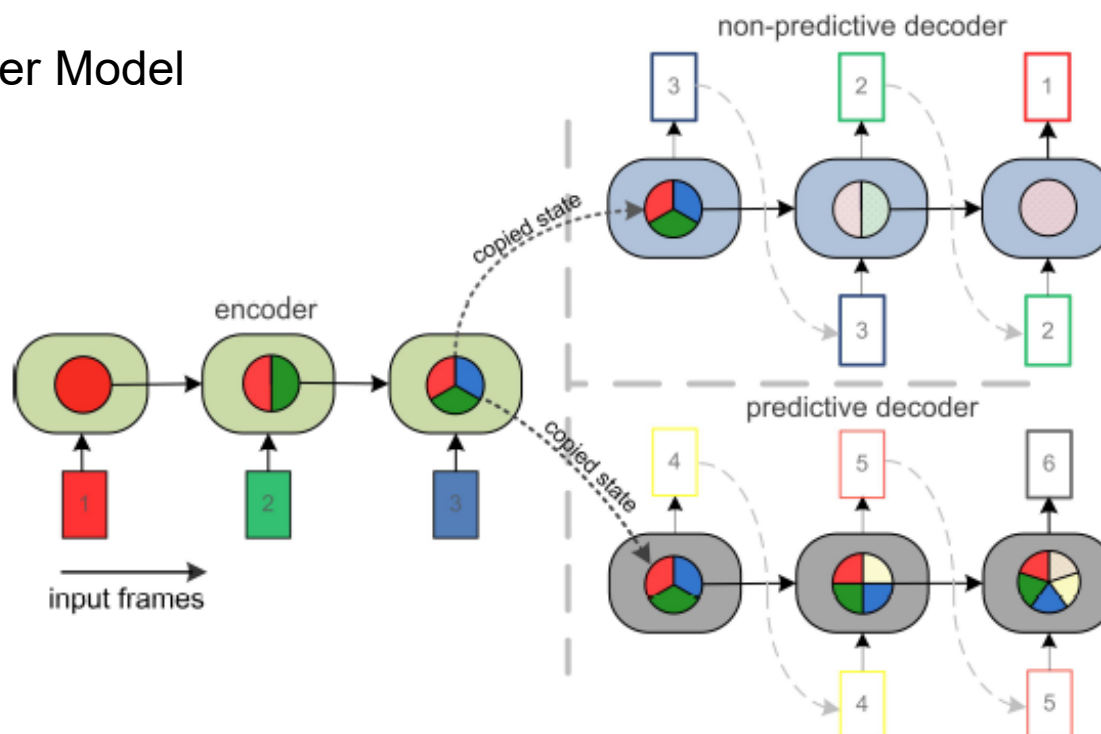 er Model
non-predictive decoder
3 2 1
copied state
3 2
encoder
1 2 3
input frames
copied state
predictive decoder
4 5 6
4 5